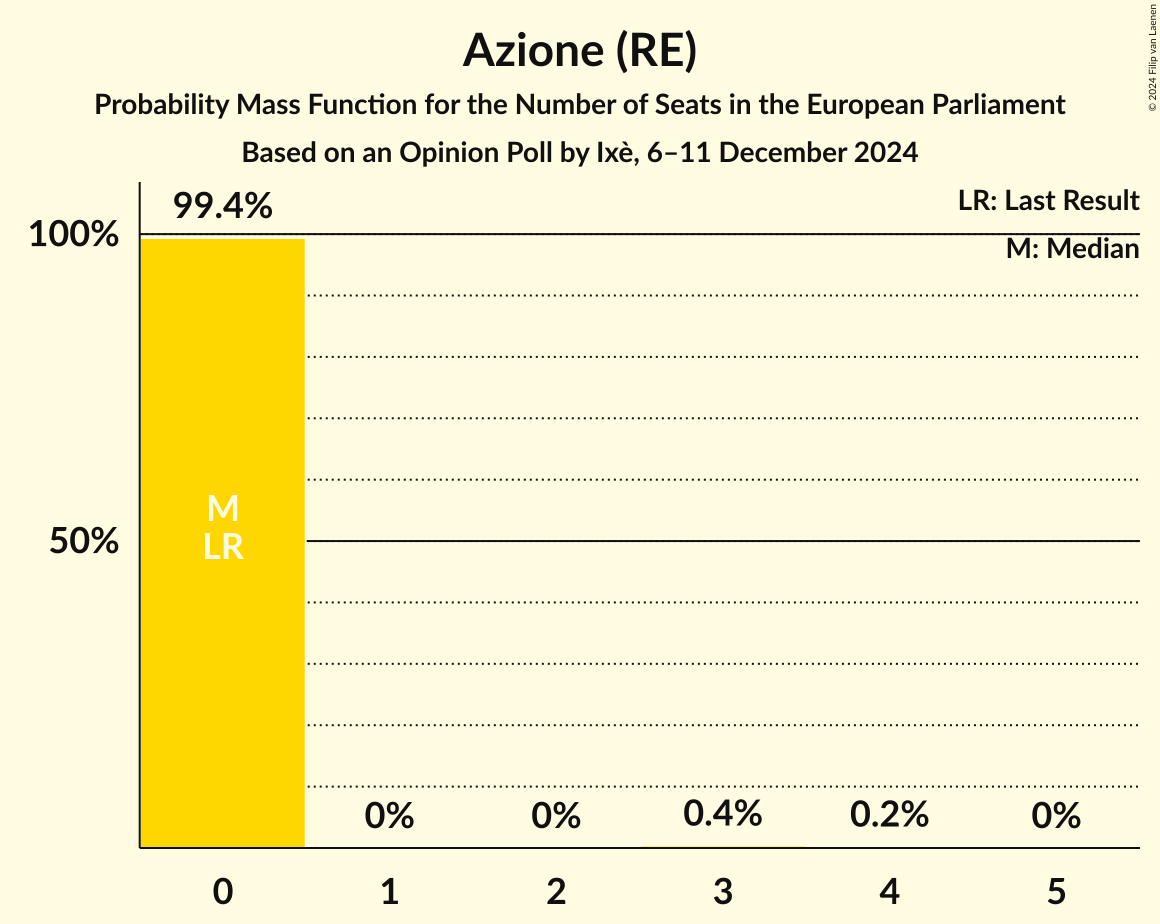 Azione (RE)
Probability Mass Function for the Number of Seats in the European Parliament
Based on an Opinion Poll by Ixè, 6–11 December 2024
© 2024 Filip van Laenen
LR: Last Result
M: Median
99.4%
100%
50%
M
LR
0% 0% 0.4% 0.2% 0%
0 1 2 3 4 5